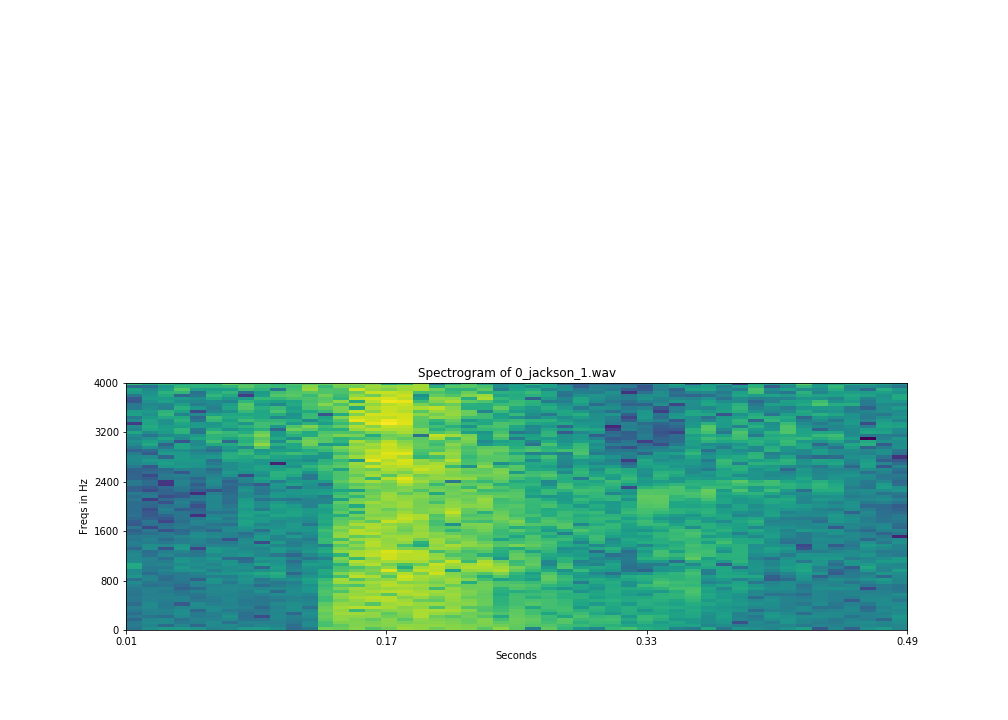 Spectrogram of 0_jackson_1.wav
4000
3200
2400
1600
800
0
Freqs in Hz
0.01 0.17 0.33 0.49
Seconds